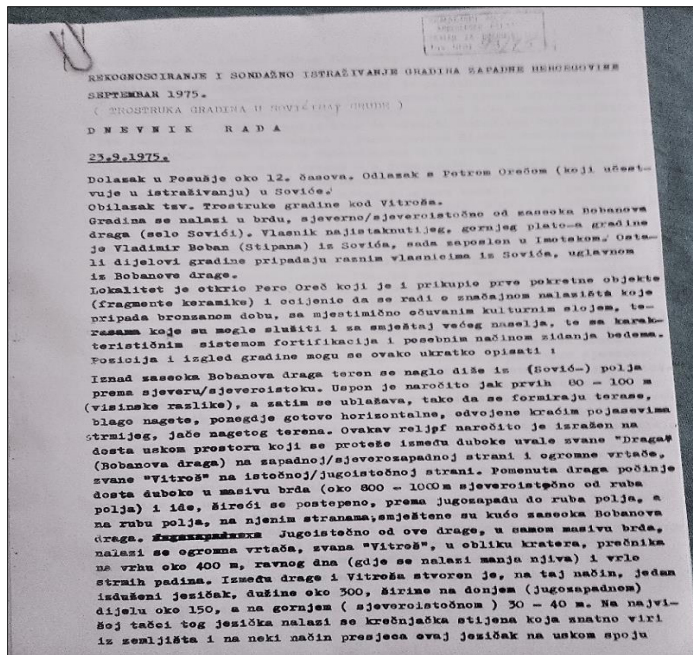 REKOGNOSCIRANJE I SONDAŽNO ISTRAŽIVANJE GRADINA ZAPADNE HERCEGOVINE
SEPTEMBAR 1975.
( TROSTRUKA GRADINA U )
D N E V N I K   R A D A
23.9.1975.
Dolazak u Posušje oko 12. časova. Odlazak s Petrom Orečom (koji učest-
vuje u istraživanju) u Soviće.
Obilazak tzv. Trostruke gradine kod Vitroša.
Gradina se nalazi u brdu, sjeverno/sjeveroistočno od zaseoka Bobanova
draga (selo Sovići). Vlasnik najistaknutijeg, gornjeg plato-a gradine
je Vladimir Boban (Stipana) iz Sovića, sada zaposlen u Imotskom. Osta-
li dijelovi gradine pripadaju raznim vlasnicima iz Sovića, uglavnom
iz Bobanove drage.
Lokalitet je otkrio Pero Oreč koji je i prikupio prve pokretne objekte
(fragmente keramike) i ocijenio da se radi o značajnom nalazištu koje
pripada bronzanom dobu, sa mjestimično očuvanim kulturnim slojem, te-
rasama koje su mogle služiti i za smještaj većeg naselja, te sa karak-
terističnim sistemom fortifikacija i posebnim načinom zidanja bedema.
Pozicija i izgled gradine mogu se ovako ukratko opisati :
Iznad zaseoka Bobanova draga teren se naglo diže iz (Sović-) polja
prema sjeveru/sjeveroistoku. Uspon je naročito jak prvih 80 - 100 m
(visinske razlike), a zatim se ublažava, tako da se formiraju terase,
blago nagete, ponegdje gotovo horizontalne, odvojene kraćim pojasevima
strmijeg, jače nagetog terena. Ovakav reljpf naročito je izražen na
dosta uskom prostoru koji se proteže između duboke uvale zvane "Draga"
(Bobanova draga) na zapadnoj/sjeverozapadnoj strani i ogromne vrtače,
zvane "Vitroš" na istočnoj/jugoistočnoj strani. Pomenuta draga počinje
dosta duboko u masivu brda (oko 800 - 1000m sjeveroistočno od ruba
polja) i ide, šireći se postepeno, prema jugozapadu do ruba polja, a
na rubu polja, na njenim stranama, smještene su kuće zaseoka Bobanova
draga. Jugoistočno od ove drage, u samom masivu brda,
nalazi se ogromna vrtača, zvana "Vitroš", u obliku kratera, prečnika
na vrhu oko 400 m, ravnog dna (gdje se nalazi manja njiva) i vrlo
strmih padina. Između drage i Vitroša stvoren je, na taj način, jedan
izduženi jezičak, dužine oko 300, širine na donjem (jugozapadnom)
dijelu oko 150, a na gornjem ( sjeveroistočnom ) 30 - 40 m. Na najvi-
šoj tački tog jezička nalazi se krečnjačka stijena koja znatno viri
iz zemljišta i na neki način presjeca ovaj jezičak na uskom spoju